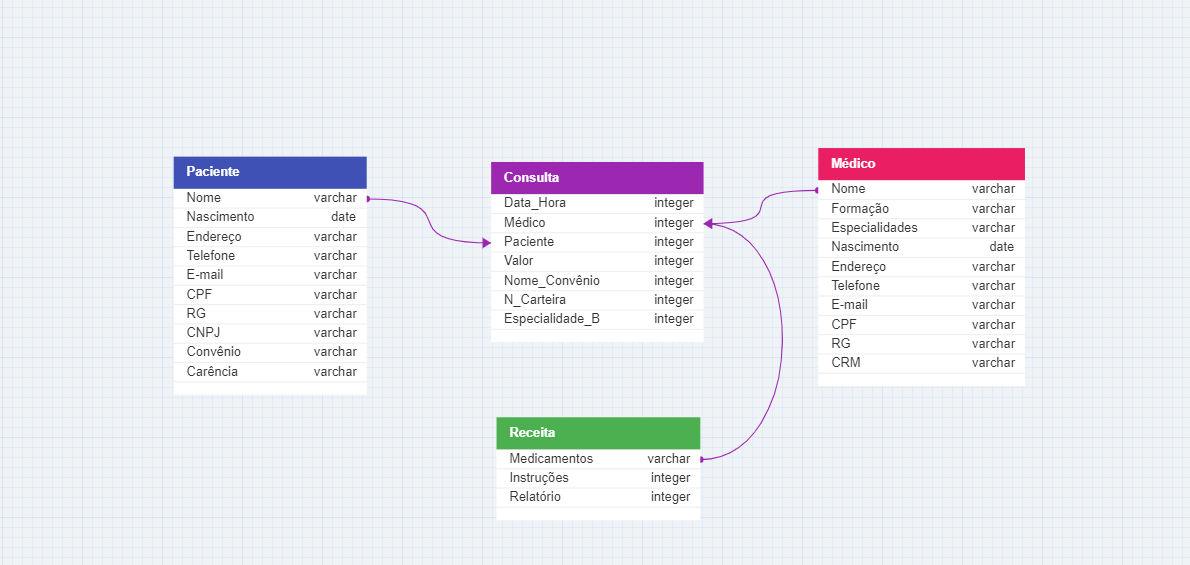 Paciente
Nome varchar
Nascimento date
Endereço varchar
Telefone varchar
E-mail varchar
CPF varchar
RG varchar
CNPJ varchar
Convênio varchar
Carência varchar
Consulta
Data_Hora integer
Médico integer
Paciente integer
Valor integer
Nome_Convênio integer
N_Carteira integer
Especialidade_B integer
Médico
Nome varchar
Formação varchar
Especialidades varchar
Nascimento date
Endereço varchar
Telefone varchar
E-mail varchar
CPF varchar
RG varchar
CRM varchar
Receita
Medicamentos varchar
Instruções integer
Relatório integer